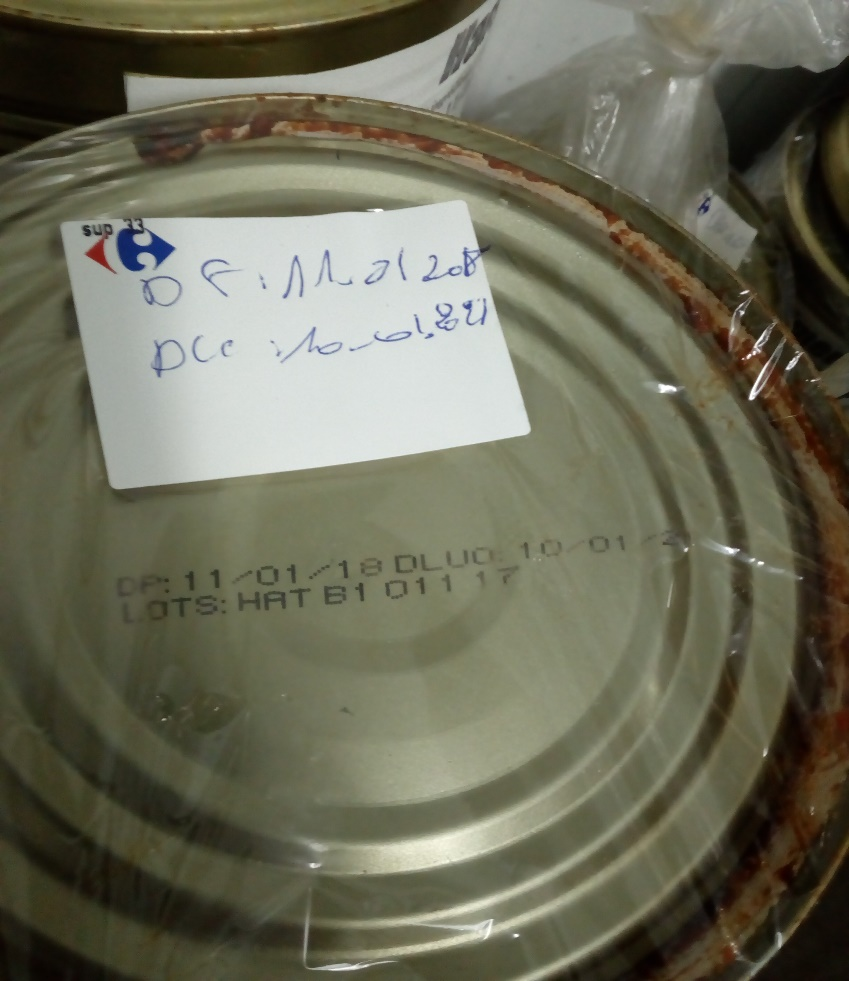 sup 33
DF: 11.01 2018
DLC: 10-01.2021
DP: 11/01/18 DLUO: 10/01/2
LOTS: HAT B1 011 17